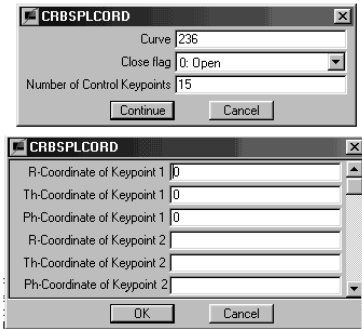 CRBSPLCORD
Curve 236
Close flag 0: Open
Number of Control Keypoints 15
Continue Cancel
CRBSPLCORD
R-Coordinate of Keypoint 1 0
Th-Coordinate of Keypoint 1 0
Ph-Coordinate of Keypoint 1 0
R-Coordinate of Keypoint 2
Th-Coordinate of Keypoint 2
Ph-Coordinate of Keypoint 2
OK Cancel